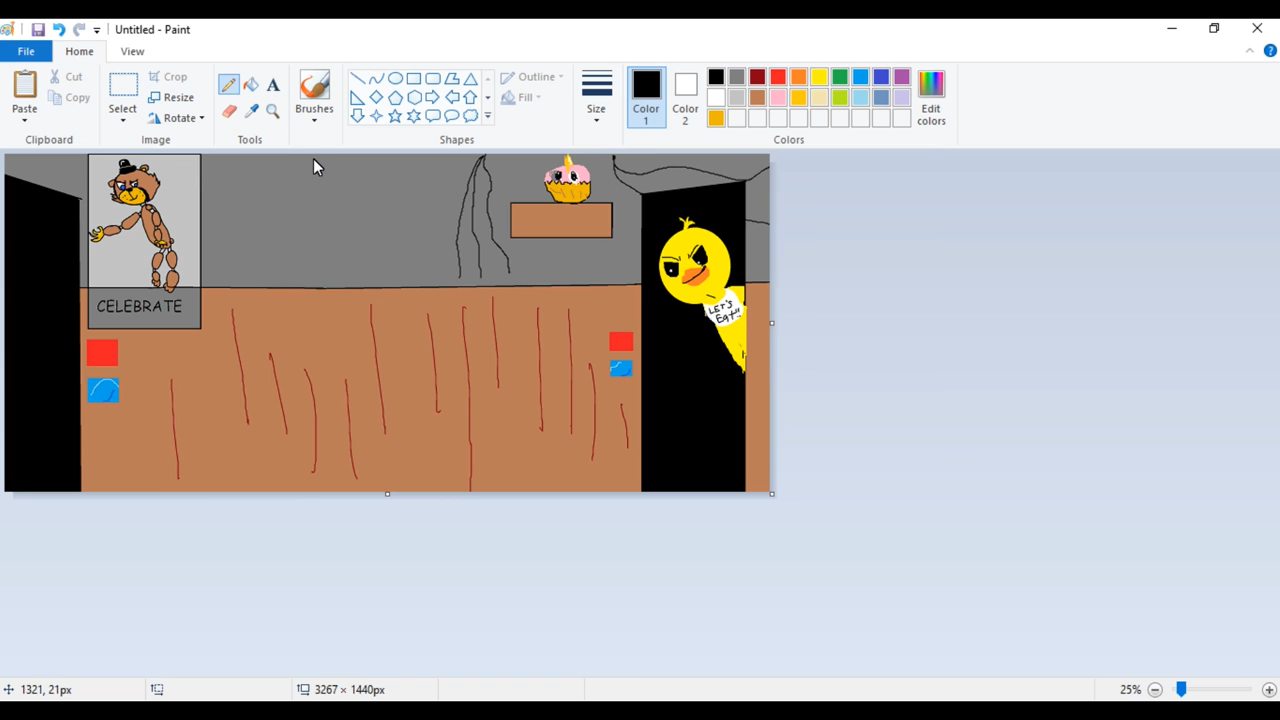 Untitled - Paint
File Home View
Paste
Cut
Copy
Clipboard
Select
Crop
Resize
Rotate
Image
Tools
Brushes
Shapes
Outline
Fill
Size
Color 1
Color 2
Edit colors
Colors
CELEBRATE
LET'S
Eat!!
1321, 21px
3267 × 1440px
25%